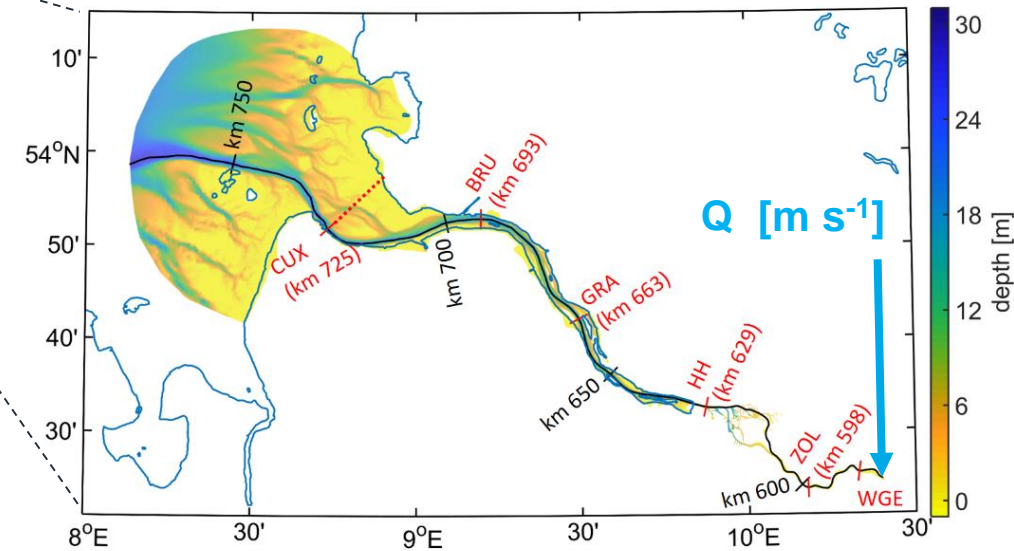 10'
54°N
50'
40'
30'
8°E
30'
9°E
30'
10°E
30'
km 750
CUX
(km 725)
km 700
BRU
(km 693)
GRA
(km 663)
km 650
HH
(km 629)
ZOL
(km 598)
km 600
WGE
Q [m s⁻¹]
30
24
18
12
6
0
depth [m]